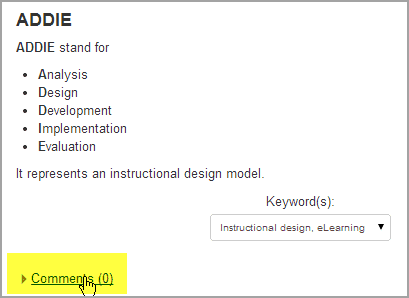 ADDIE
ADDIE stand for
Analysis
Design
Development
Implementation
Evaluation
It represents an instructional design model.
Keyword(s):
Instructional design, eLearning
Comments (0)